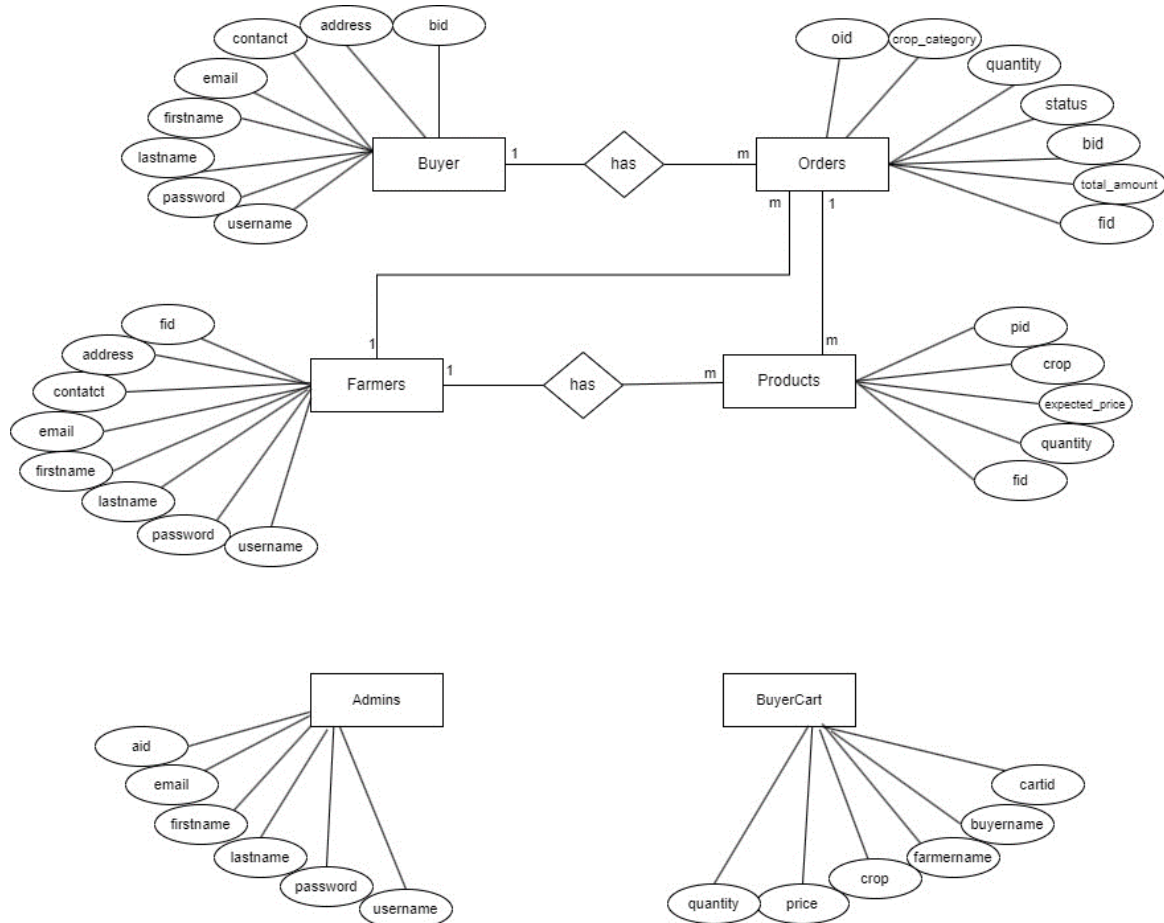 address
bid
contanct
email
firstname
lastname
password
username
Buyer
1
has
m
Orders
oid
crop_category
quantity
status
bid
total_amount
fid
m
1
1
m
fid
address
contatct
email
firstname
lastname
password
username
Farmers
1
has
m
Products
pid
crop
expected_price
quantity
fid
Admins
aid
email
firstname
lastname
password
username
BuyerCart
cartid
buyername
farmername
crop
price
quantity